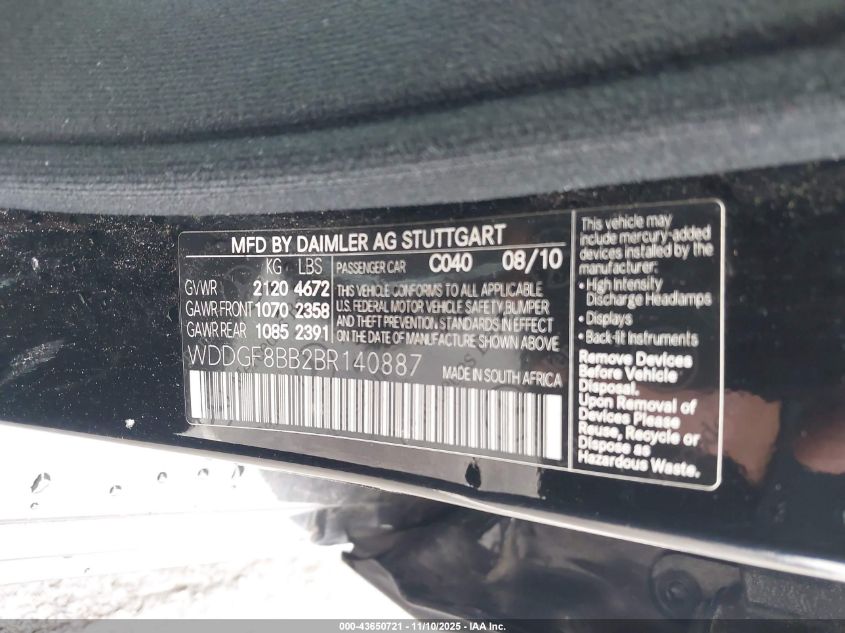 MFD BY DAIMLER AG STUTTGART
KG LBS
GVWR 2120 4672
GAWR FRONT 1070 2358
GAWR REAR 1085 2391
PASSENGER CAR C040 08/10
THIS VEHICLE CONFORMS TO ALL APPLICABLE
U.S. FEDERAL MOTOR VEHICLE SAFETY, BUMPER
AND THEFT PREVENTION STANDARDS IN EFFECT
ON THE DATE OF MANUFACTURE SHOWN ABOVE
WDDGF8BB2BR140887
MADE IN SOUTH AFRICA
This vehicle may
include mercury-added
devices installed by the
manufacturer:
• High Intensity
Discharge Headlamps
• Displays
• Back-lit Instruments
Remove Devices
Before Vehicle
Disposal.
Upon Removal of
Devices Please
Reuse, Recycle or
Dispose as
Hazardous Waste.
000-43650721 - 11/10/2025 - IAA Inc.